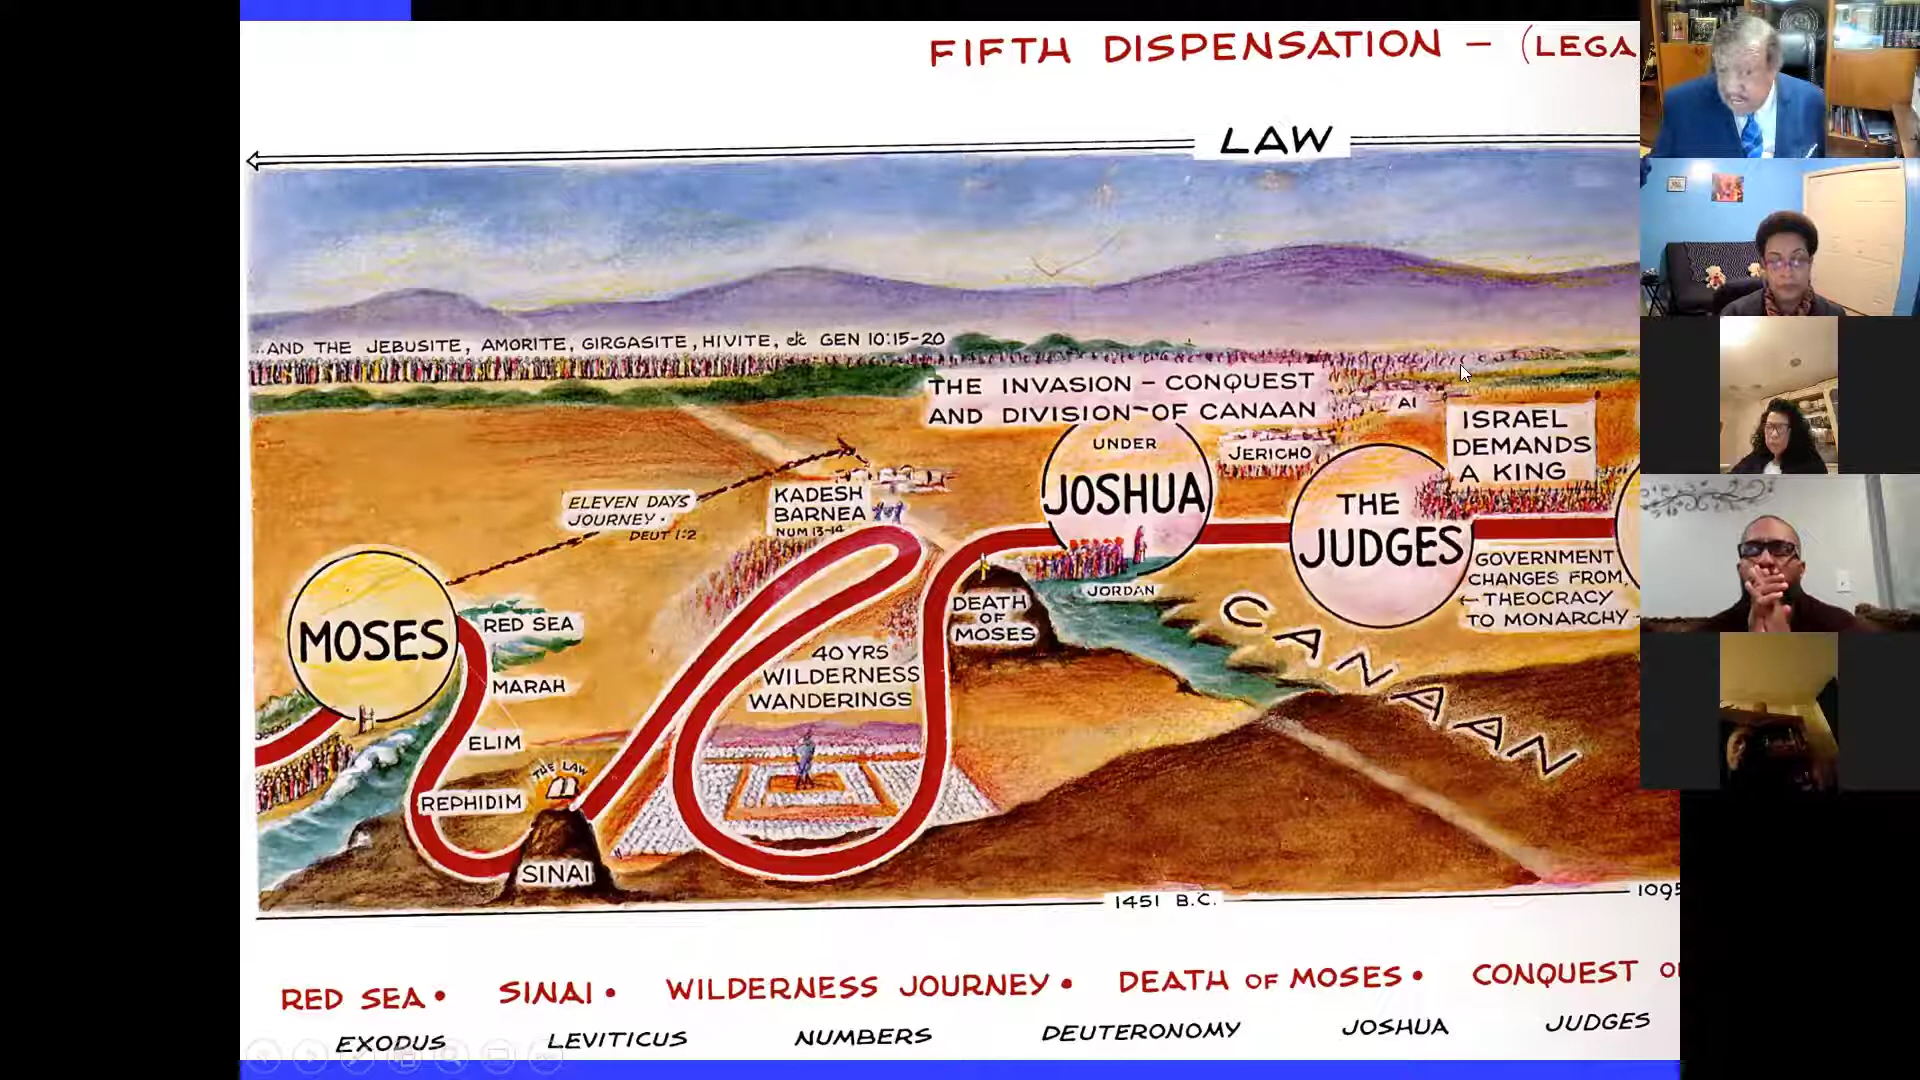 FIFTH DISPENSATION – (LEGA
LAW
..AND THE JEBUSITE, AMORITE, GIRGASITE, HIVITE, etc GEN 10:15-20
THE INVASION – CONQUEST
AND DIVISION – OF CANAAN
UNDER
JOSHUA
AI
JERICHO
ISRAEL
DEMANDS
A KING
THE
JUDGES
GOVERNMENT
CHANGES FROM,
← THEOCRACY
TO MONARCHY –
ELEVEN DAYS
JOURNEY •
DEUT 1:2
KADESH
BARNEA
NUM 13-14
MOSES
RED SEA
MARAH
ELIM
THE LAW
REPHIDIM
SINAI
40 YRS
WILDERNESS
WANDERINGS
DEATH
OF
MOSES
JORDAN
CANAAN
1451 B.C.
1095
RED SEA • SINAI • WILDERNESS JOURNEY • DEATH OF MOSES • CONQUEST
EXODUS LEVITICUS NUMBERS DEUTERONOMY JOSHUA JUDGES